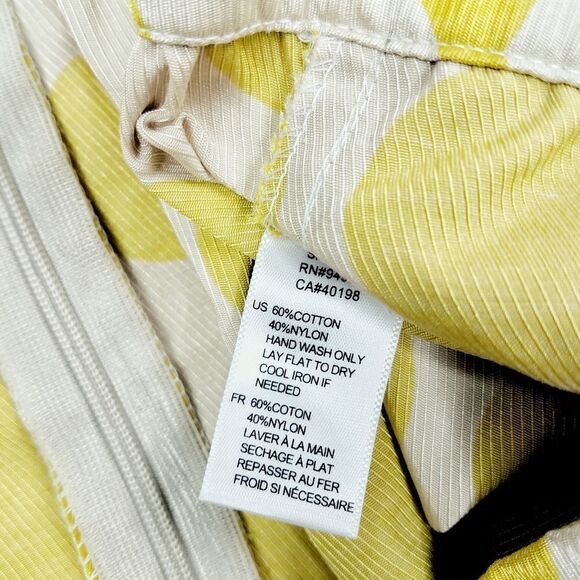 CA#40198
US 60%COTTON
40%NYLON
HAND WASH ONLY
LAY FLAT TO DRY
COOL IRON IF
NEEDED
FR 60%COTON
40%NYLON
LAVER À LA MAIN
SECHAGE À PLAT
REPASSER AU FER
FROID SI NÉCESSAIRE